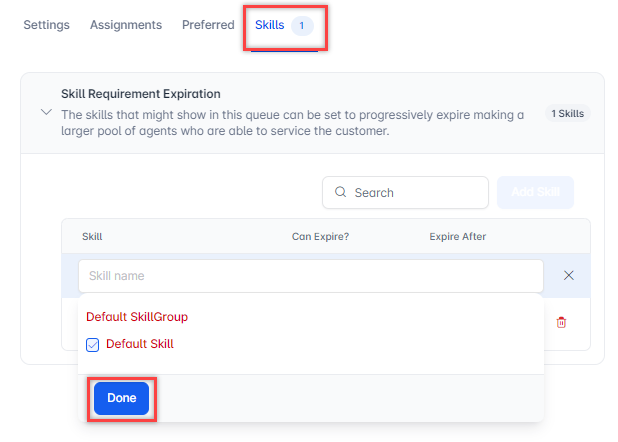 Settings Assignments Preferred Skills 1
Skill Requirement Expiration
The skills that might show in this queue can be set to progressively expire making a
larger pool of agents who are able to service the customer.
1 Skills
Search Add Skill
Skill Can Expire? Expire After
Skill name
Default SkillGroup
Default Skill
Done